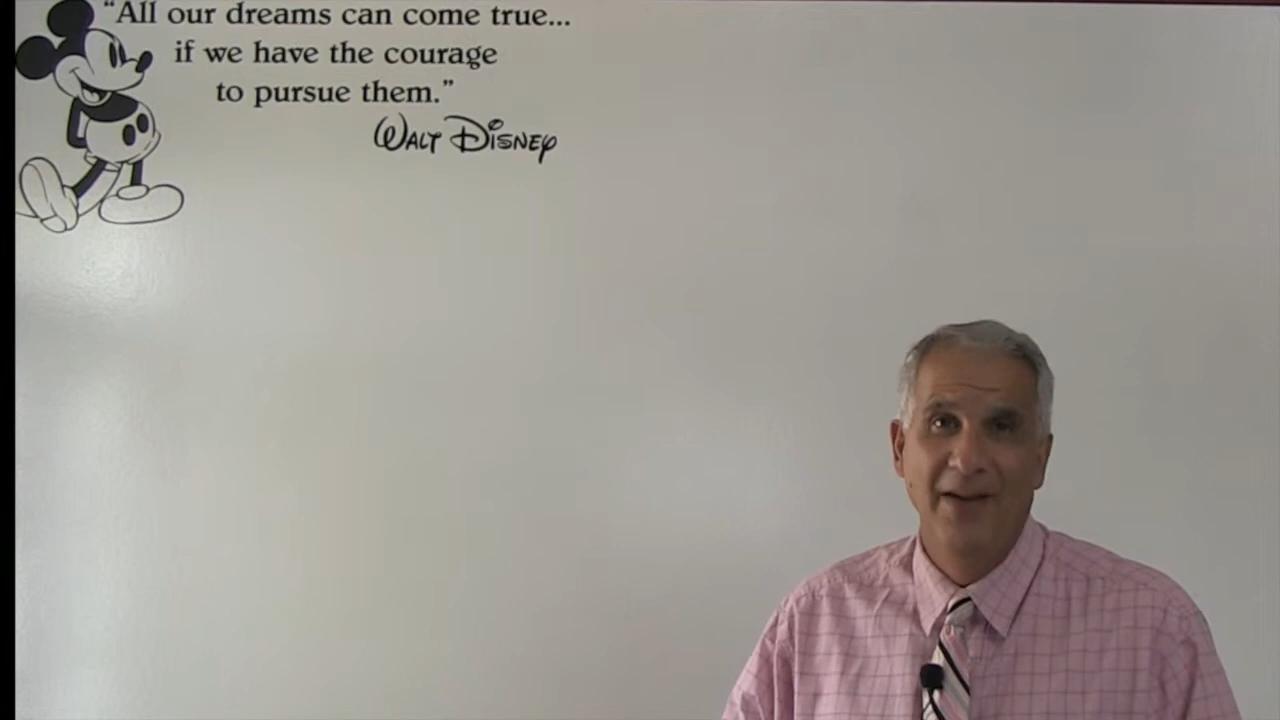 “All our dreams can come true...
if we have the courage
to pursue them.”
WALT DISNEY